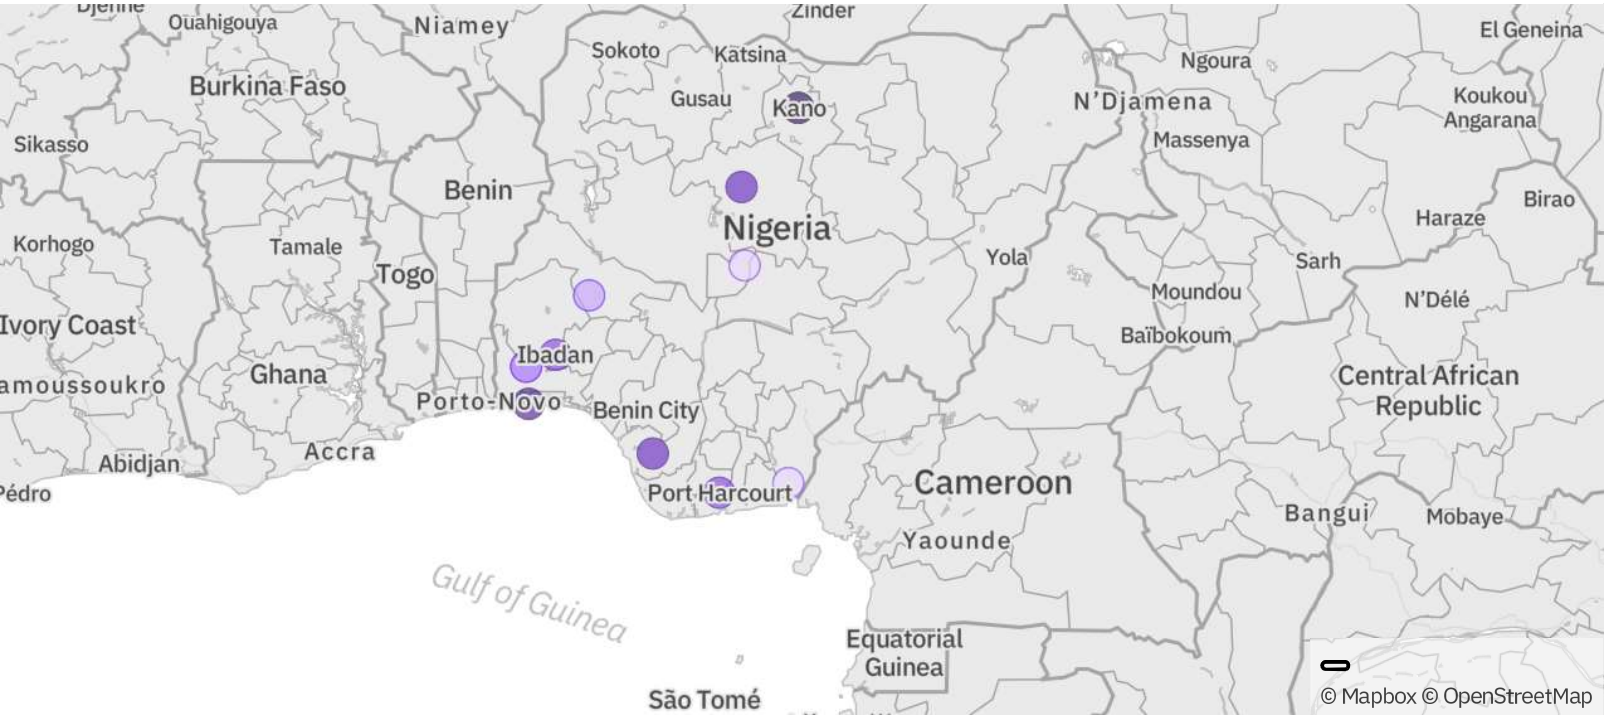 Djenné
Ouahigouya
Niamey
Zinder
El Geneina
Sokoto
Katsina
Ngoura
Burkina Faso
Gusau
Kano
N'Djamena
Koukou
Angarana
Sikasso
Massenya
Benin
Birao
Nigeria
Haraze
Korhogo
Tamale
Togo
Yola
Sarh
Moundou
N'Délé
Ivory Coast
Baïbokoum
Ibadan
Ghana
amoussoukro
Central African
Republic
Porto-Novo
Benin City
Accra
Abidjan
Pédro
Port Harcourt
Cameroon
Bangui
Mobaye
Yaounde
Gulf of Guinea
Equatorial
Guinea
São Tomé
© Mapbox © OpenStreetMap